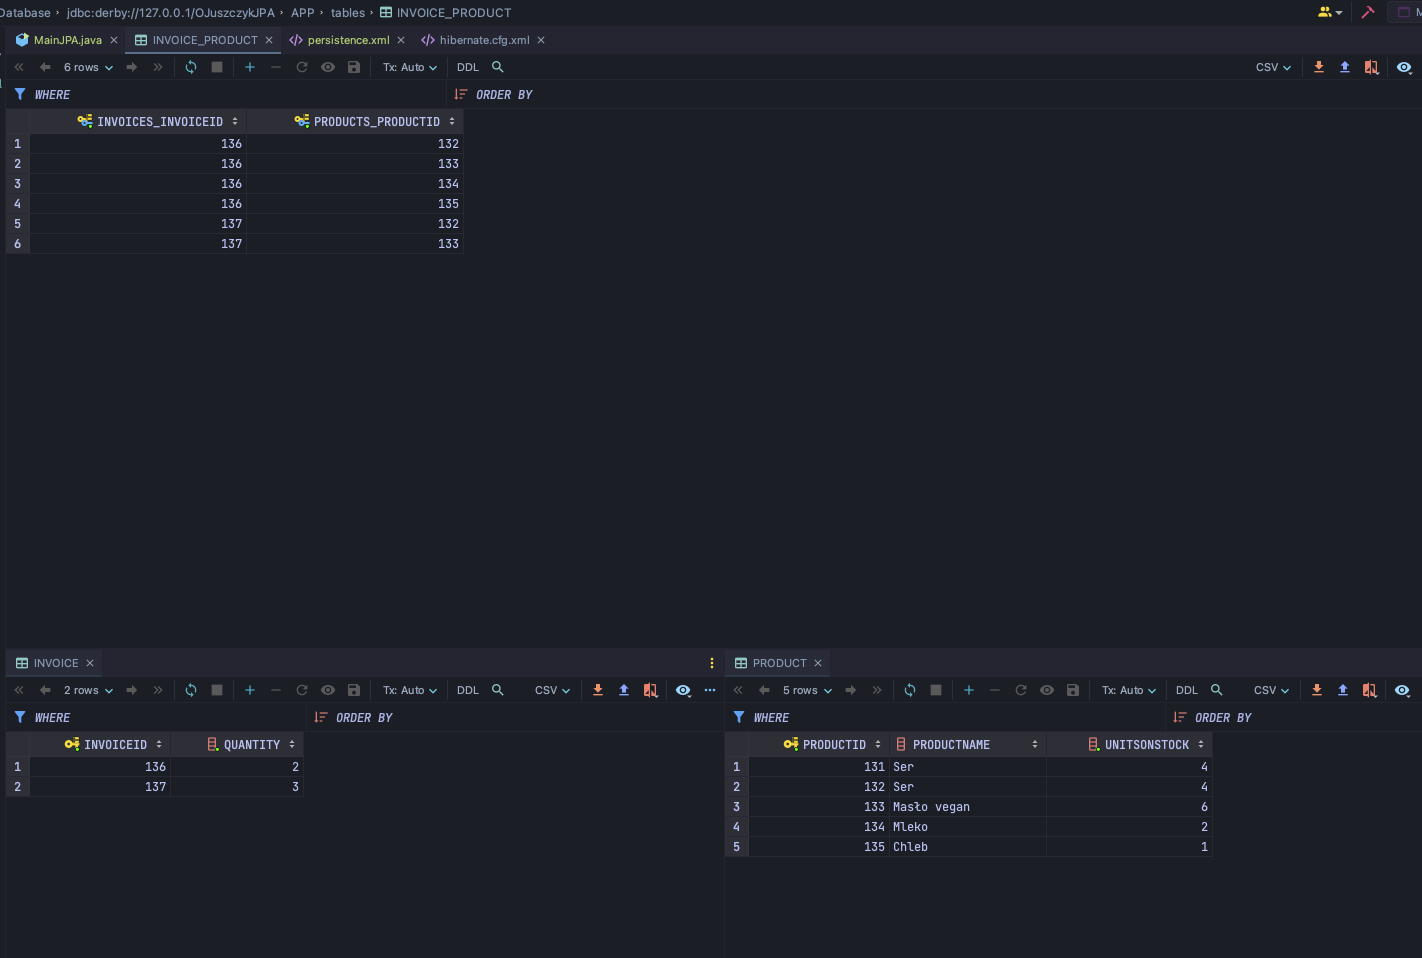 Database › jdbc:derby://127.0.0.1/OJuszczykJPA › APP › tables › INVOICE_PRODUCT
MainJPA.java × INVOICE_PRODUCT × persistence.xml × hibernate.cfg.xml ×
6 rows Tx: Auto DDL CSV
WHERE ORDER BY
INVOICES_INVOICEID PRODUCTS_PRODUCTID
1 136 132
2 136 133
3 136 134
4 136 135
5 137 132
6 137 133
INVOICE ×
2 rows Tx: Auto DDL CSV
WHERE ORDER BY
INVOICEID QUANTITY
1 136 2
2 137 3
PRODUCT ×
5 rows Tx: Auto DDL CSV
WHERE ORDER BY
PRODUCTID PRODUCTNAME UNITSONSTOCK
1 131 Ser 4
2 132 Ser 4
3 133 Masło vegan 6
4 134 Mleko 2
5 135 Chleb 1